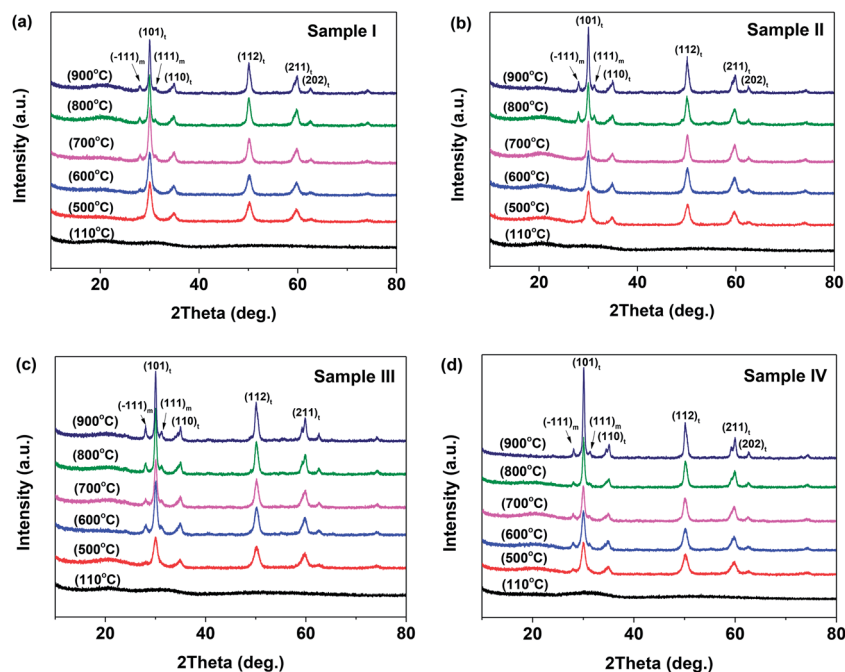 (a)
Sample I
(101)t
(-111)m
(111)m
(110)t
(112)t
(211)t
(202)t
(900°C)
(800°C)
(700°C)
(600°C)
(500°C)
(110°C)
Intensity (a.u.)
20 40 60 80
2Theta (deg.)
(b)
Sample II
(101)t
(-111)m
(111)m
(110)t
(112)t
(211)t
(202)t
(900°C)
(800°C)
(700°C)
(600°C)
(500°C)
(110°C)
Intensity (a.u.)
20 40 60 80
2Theta (deg.)
(c)
Sample III
(101)t
(-111)m
(111)m
(110)t
(112)t
(211)t
(900°C)
(800°C)
(700°C)
(600°C)
(500°C)
(110°C)
Intensity (a.u.)
20 40 60 80
2Theta (deg.)
(d)
Sample IV
(101)t
(-111)m
(111)m
(110)t
(112)t
(211)t
(202)t
(900°C)
(800°C)
(700°C)
(600°C)
(500°C)
(110°C)
Intensity (a.u.)
20 40 60 80
2Theta (deg.)